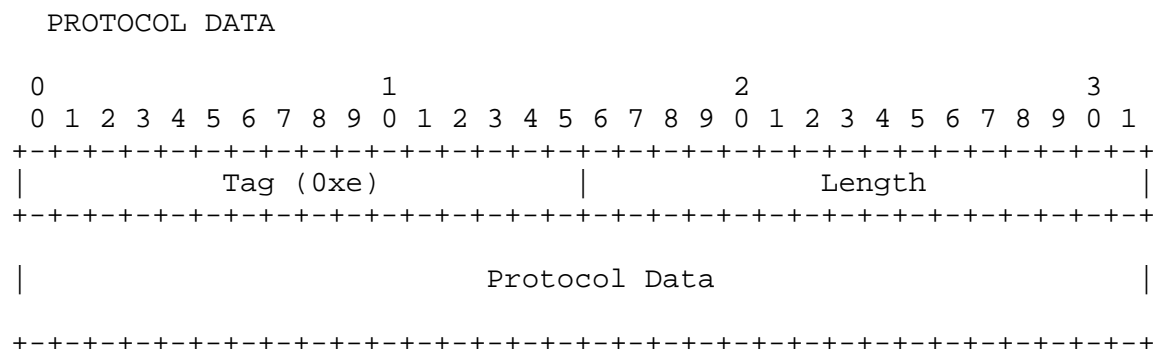 PROTOCOL DATA
0                   1                   2                   3
0 1 2 3 4 5 6 7 8 9 0 1 2 3 4 5 6 7 8 9 0 1 2 3 4 5 6 7 8 9 0 1
+-+-+-+-+-+-+-+-+-+-+-+-+-+-+-+-+-+-+-+-+-+-+-+-+-+-+-+-+-+-+-+-+
|           Tag (0xe)           |             Length            |
+-+-+-+-+-+-+-+-+-+-+-+-+-+-+-+-+-+-+-+-+-+-+-+-+-+-+-+-+-+-+-+-+
|                          Protocol Data                        |
+-+-+-+-+-+-+-+-+-+-+-+-+-+-+-+-+-+-+-+-+-+-+-+-+-+-+-+-+-+-+-+-+